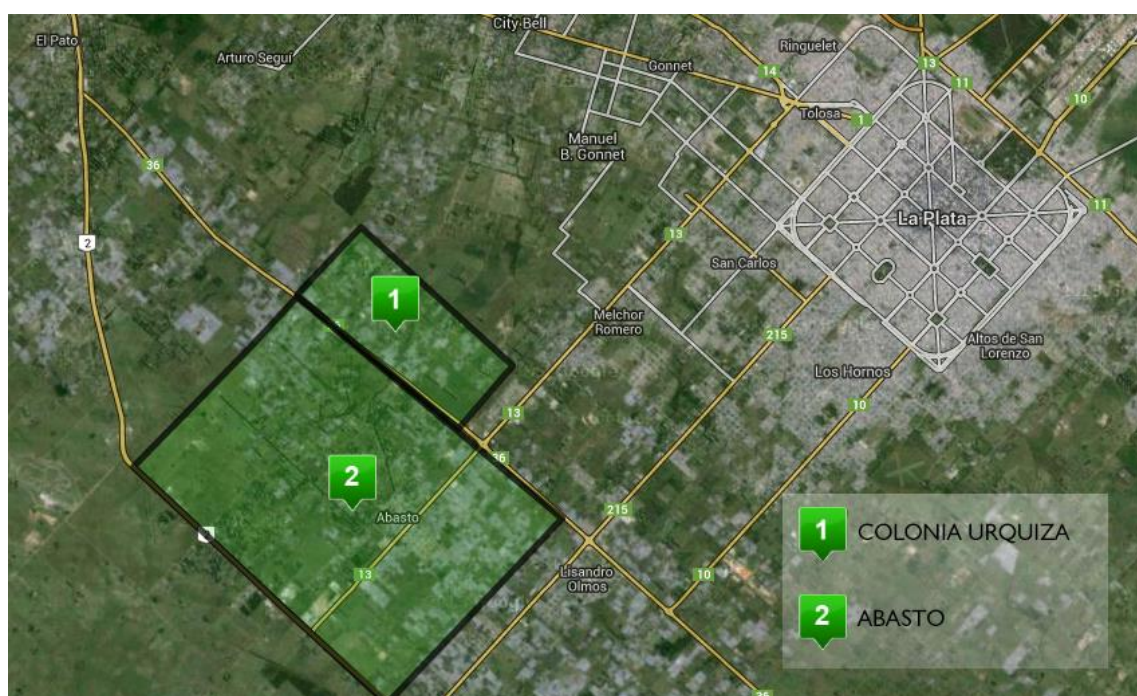 City Bell
El Pato
Arturo Seguí
Ringuelet
Gonnet
13
14
11
10
Tolosa
1
Manuel
B. Gonnet
36
11
La Plata
2
13
San Carlos
1
Melchor
Romero
215
Altos de San
Lorenzo
Los Hornos
10
13
36
2
Abasto
215
13
Lisandro
Olmos
10
36
1 COLONIA URQUIZA
2 ABASTO